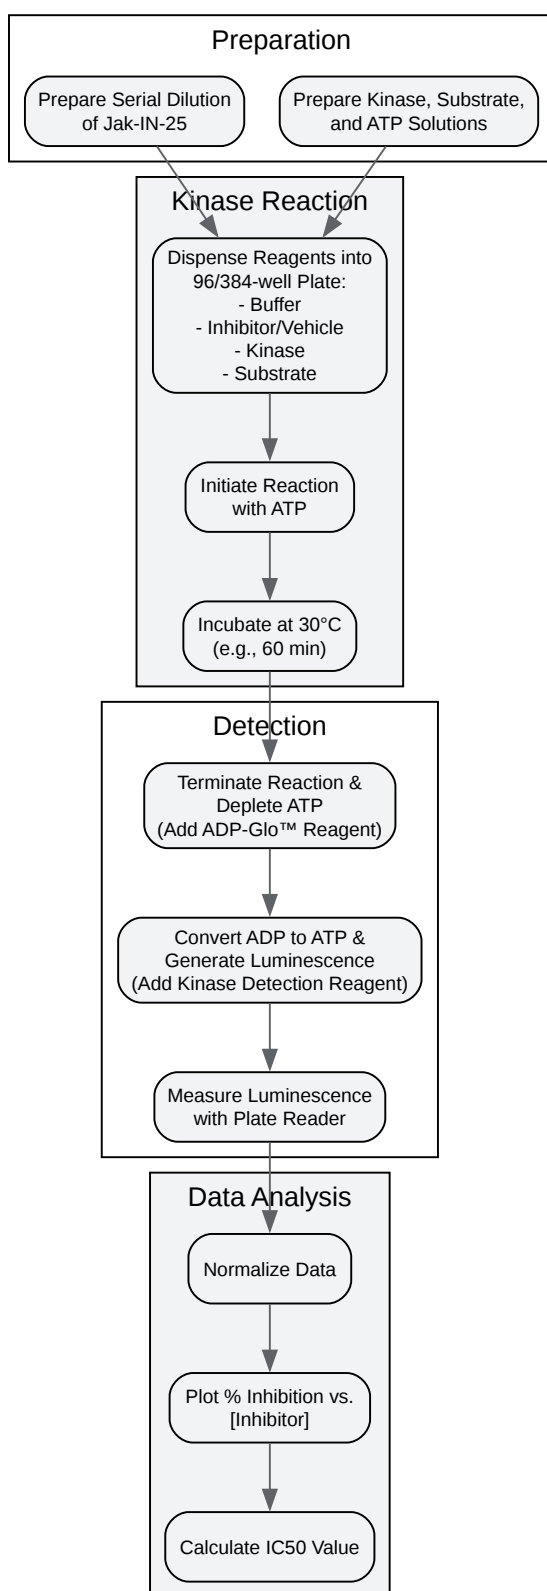 Preparation
Prepare Serial Dilution
of Jak-IN-25
Prepare Kinase, Substrate,
and ATP Solutions
Kinase Reaction
Dispense Reagents into
96/384-well Plate:
- Buffer
- Inhibitor/Vehicle
- Kinase
- Substrate
Initiate Reaction
with ATP
Incubate at 30°C
(e.g., 60 min)
Detection
Terminate Reaction &
Deplete ATP
(Add ADP-Glo™ Reagent)
Convert ADP to ATP &
Generate Luminescence
(Add Kinase Detection Reagent)
Measure Luminescence
with Plate Reader
Data Analysis
Normalize Data
Plot % Inhibition vs.
[Inhibitor]
Calculate IC50 Value